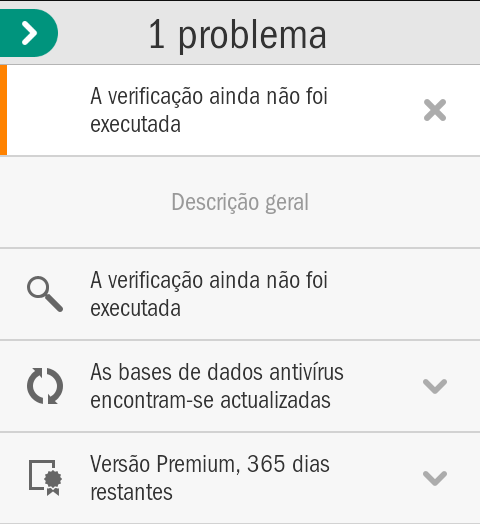 1 problema
A verificação ainda não foi
executada
Descrição geral
A verificação ainda não foi
executada
As bases de dados antivírus
encontram-se actualizadas
Versão Premium, 365 dias
restantes